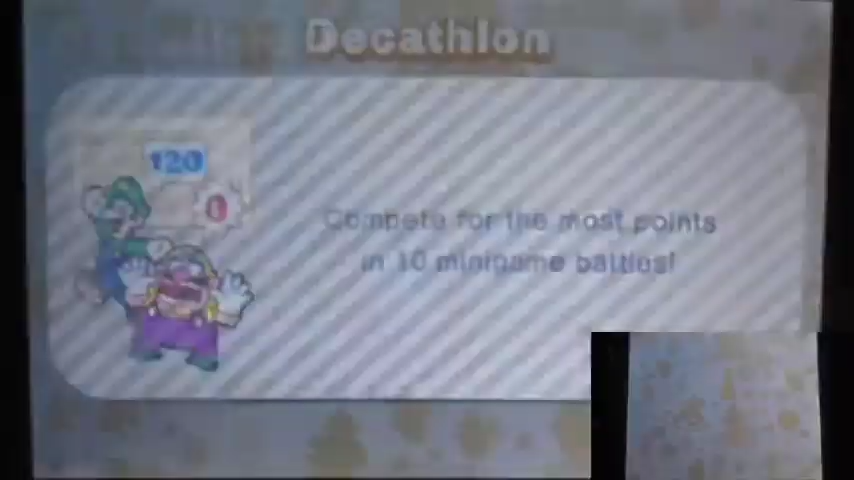 Decathlon
120
0
Compete for the most points
in 10 minigame battles!